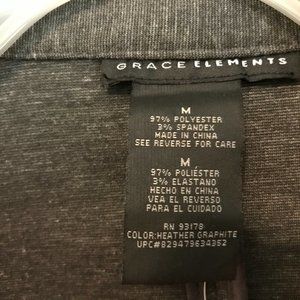 GRACE ELEMENTS
M
97% POLYESTER
3% SPANDEX
MADE IN CHINA
SEE REVERSE FOR CARE
M
97% POLIÉSTER
3% ELASTANO
HECHO EN CHINA
VEA EL REVERSO
PARA EL CUIDADO
RN 93178
COLOR:HEATHER GRAPHITE
UPC#829479634352